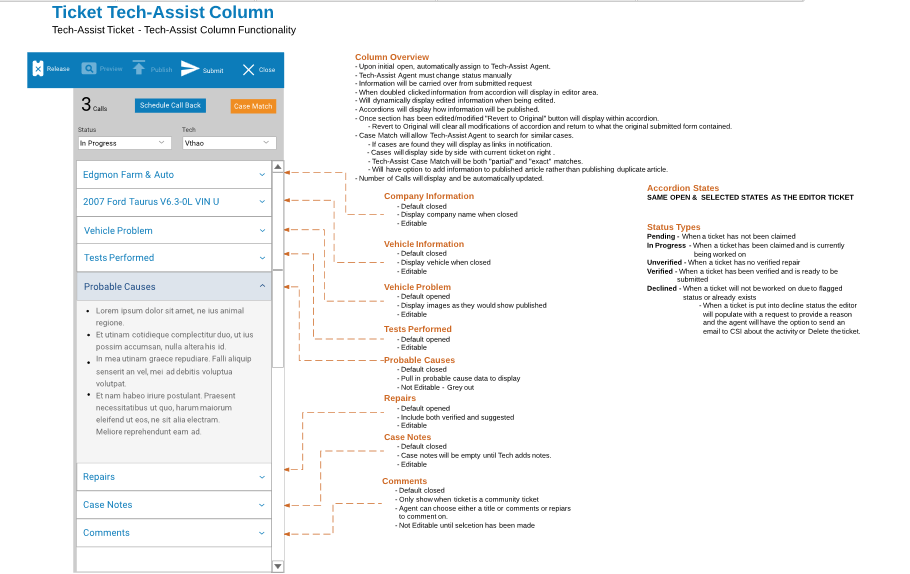 Ticket Tech-Assist Column
Tech-Assist Ticket - Tech-Assist Column Functionality
Release
Preview
Publish
Submit
Close
3 Calls
Schedule Call Back
Case Match
Status
Tech
In Progress
Vthao
Edgmon Farm & Auto
2007 Ford Taurus V6.3-0L VIN U
Vehicle Problem
Tests Performed
Probable Causes
• Lorem ipsum dolor sit amet, ne ius animal
regione.
• Et utinam cotidieque complectitur duo, ut ius
possim accumsan, nulla altera his id.
• In mea utinam graece repudiare. Falli aliquip
senserit an vel, mei ad debitis voluptua
volutpat.
• Et nam habeo iriure postulant. Praesent
necessitatibus ut quo, harum maiorum
eleifend ut eos, ne sit alia electram.
Meliore reprehendunt eam ad.
Repairs
Case Notes
Comments
Column Overview
- Upon initial open, automatically assign to Tech-Assist Agent.
- Tech-Assist Agent must change status manually
- Information will be carried over from submitted request
- When doubled clicked information from accordion will display in editor area.
- Will dynamically display edited information when being edited.
- Accordions will display how information will be published.
- Once section has been edited/modified "Revert to Original" button will display within accordion.
- Revert to Original will clear all modifications of accordion and return to what the original submitted form contained.
- Case Match will allow Tech-Assist Agent to search for similar cases.
- If cases are found they will display as links in notification.
- Cases will display side by side with current ticket on right .
- Tech-Assist Case Match will be both "partial" and "exact" matches.
- Will have option to add information to published article rather than publishing duplicate article.
- Number of Calls will display and be automatically updated.
Company Information
- Default closed
- Display company name when closed
- Editable
Vehicle Information
- Default closed
- Display vehicle when closed
- Editable
Vehicle Problem
- Default opened
- Display images as they would show published
- Editable
Tests Performed
- Default opened
- Editable
Probable Causes
- Default closed
- Pull in probable cause data to display
- Not Editable - Grey out
Repairs
- Default opened
- Include both verified and suggested
- Editable
Case Notes
- Default closed
- Case notes will be empty until Tech adds notes.
- Editable
Comments
- Default closed
- Only show when ticket is a community ticket
- Agent can choose either a title or comments or repiars
to comment on.
- Not Editable until selcetion has been made
Accordion States
SAME OPEN & SELECTED STATES AS THE EDITOR TICKET
Status Types
Pending - When a ticket has not been claimed
In Progress - When a ticket has been claimed and is currently
being worked on
Unverified - When a ticket has no verified repair
Verified - When a ticket has been verified and is ready to be
submitted
Declined - When a ticket will not be worked on due to flagged
status or already exists
- When a ticket is put into decline status the editor
will populate with a request to provide a reason
and the agent will have the option to send an
email to CSI about the activity or Delete the ticket.